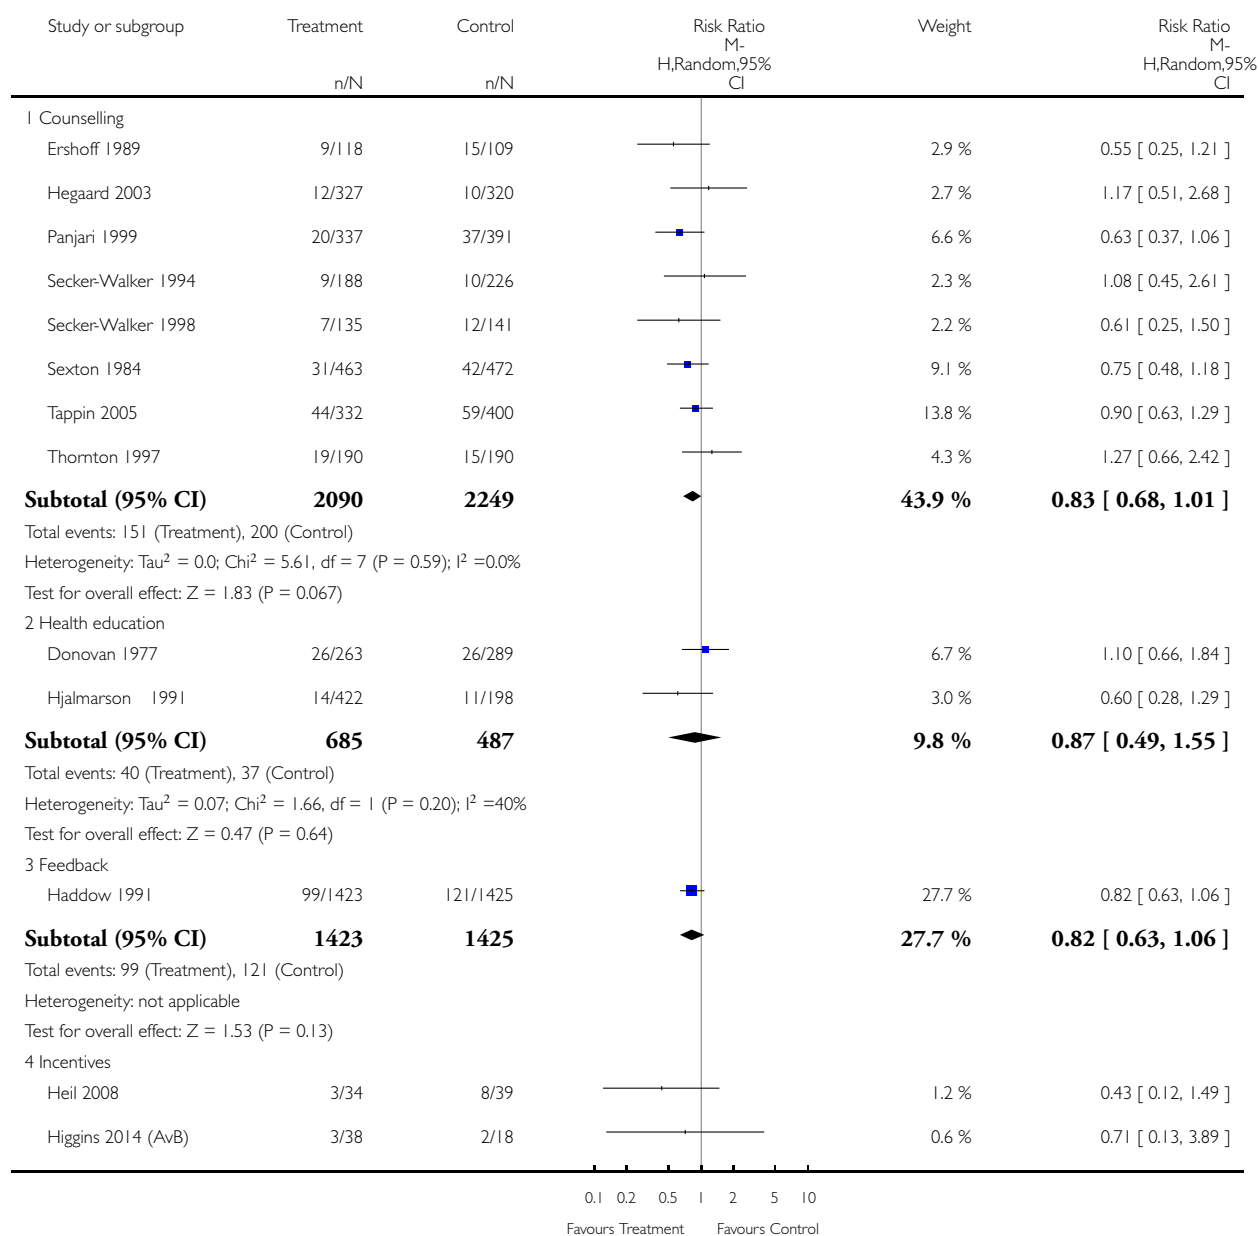 Study or subgroup Treatment Control Risk Ratio Weight Risk Ratio
M- M-
H,Random,95% H,Random,95%
n/N n/N CI CI
1 Counselling
Ershoff 1989 9/118 15/109 2.9 % 0.55 [ 0.25, 1.21 ]
Hegaard 2003 12/327 10/320 2.7 % 1.17 [ 0.51, 2.68 ]
Panjari 1999 20/337 37/391 6.6 % 0.63 [ 0.37, 1.06 ]
Secker-Walker 1994 9/188 10/226 2.3 % 1.08 [ 0.45, 2.61 ]
Secker-Walker 1998 7/135 12/141 2.2 % 0.61 [ 0.25, 1.50 ]
Sexton 1984 31/463 42/472 9.1 % 0.75 [ 0.48, 1.18 ]
Tappin 2005 44/332 59/400 13.8 % 0.90 [ 0.63, 1.29 ]
Thornton 1997 19/190 15/190 4.3 % 1.27 [ 0.66, 2.42 ]
Subtotal (95% CI) 2090 2249 43.9 % 0.83 [ 0.68, 1.01 ]
Total events: 151 (Treatment), 200 (Control)
Heterogeneity: Tau² = 0.0; Chi² = 5.61, df = 7 (P = 0.59); I² =0.0%
Test for overall effect: Z = 1.83 (P = 0.067)
2 Health education
Donovan 1977 26/263 26/289 6.7 % 1.10 [ 0.66, 1.84 ]
Hjalmarson 1991 14/422 11/198 3.0 % 0.60 [ 0.28, 1.29 ]
Subtotal (95% CI) 685 487 9.8 % 0.87 [ 0.49, 1.55 ]
Total events: 40 (Treatment), 37 (Control)
Heterogeneity: Tau² = 0.07; Chi² = 1.66, df = 1 (P = 0.20); I² =40%
Test for overall effect: Z = 0.47 (P = 0.64)
3 Feedback
Haddow 1991 99/1423 121/1425 27.7 % 0.82 [ 0.63, 1.06 ]
Subtotal (95% CI) 1423 1425 27.7 % 0.82 [ 0.63, 1.06 ]
Total events: 99 (Treatment), 121 (Control)
Heterogeneity: not applicable
Test for overall effect: Z = 1.53 (P = 0.13)
4 Incentives
Heil 2008 3/34 8/39 1.2 % 0.43 [ 0.12, 1.49 ]
Higgins 2014 (AvB) 3/38 2/18 0.6 % 0.71 [ 0.13, 3.89 ]
0.1 0.2 0.5 1 2 5 10
Favours Treatment Favours Control